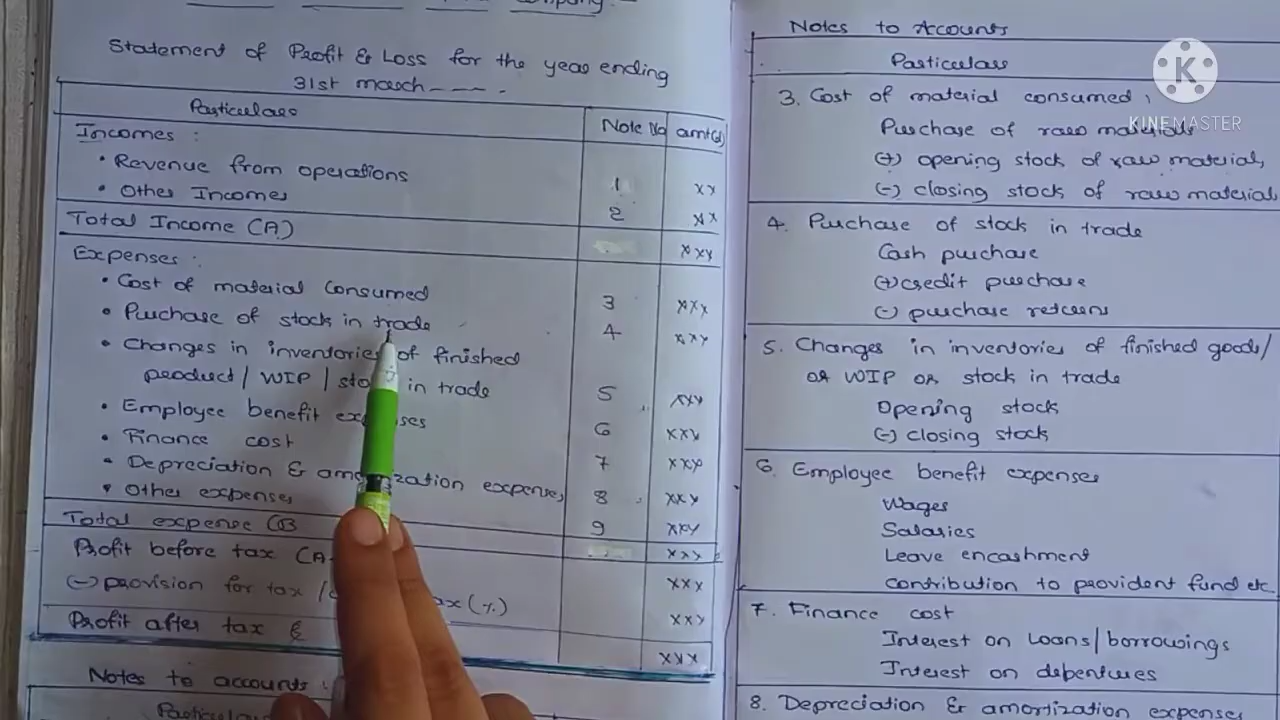 Company :-
Statement of Profit & Loss for the year ending
31st march ----.
Particulars Note No amt(₹)
Incomes :
• Revenue from operations 1 xx
• Other Incomes 2 xx
Total Income (A) xxx
Expenses :
• Cost of material consumed 3 xxx
• Purchase of stock in trade 4 xxx
• Changes in inventories of finished
product/ WIP / in trade 5 xxx
• Employee benefit 6 xxx
• Finance cost 7 xxx
• Depreciation & expenses 8 xxx
• Other expenses 9 xxx
Total expense (B xxx
Profit before tax (A- xxx
(-) provision for tax / (%) xxx
Profit after tax & xxx
Notes to accounts :
Particulars
Notes to Accounts
Particulars
3. Cost of material consumed :
Purchase of raw materials
(+) opening stock of raw materials
(-) closing stock of raw material
4. Purchase of stock in trade
Cash purchase
(+) credit purchase
(-) purchase returns
5. Changes in inventories of finished goods/
or WIP or stock in trade
Opening stock
(-) closing stock
6. Employee benefit expenses
Wages
Salaries
Leave encashment
Contribution to provident fund etc
7. Finance cost
Interest on loans/borrowings
Interest on debentures
8. Depreciation & amortization expenses
KINEMASTER